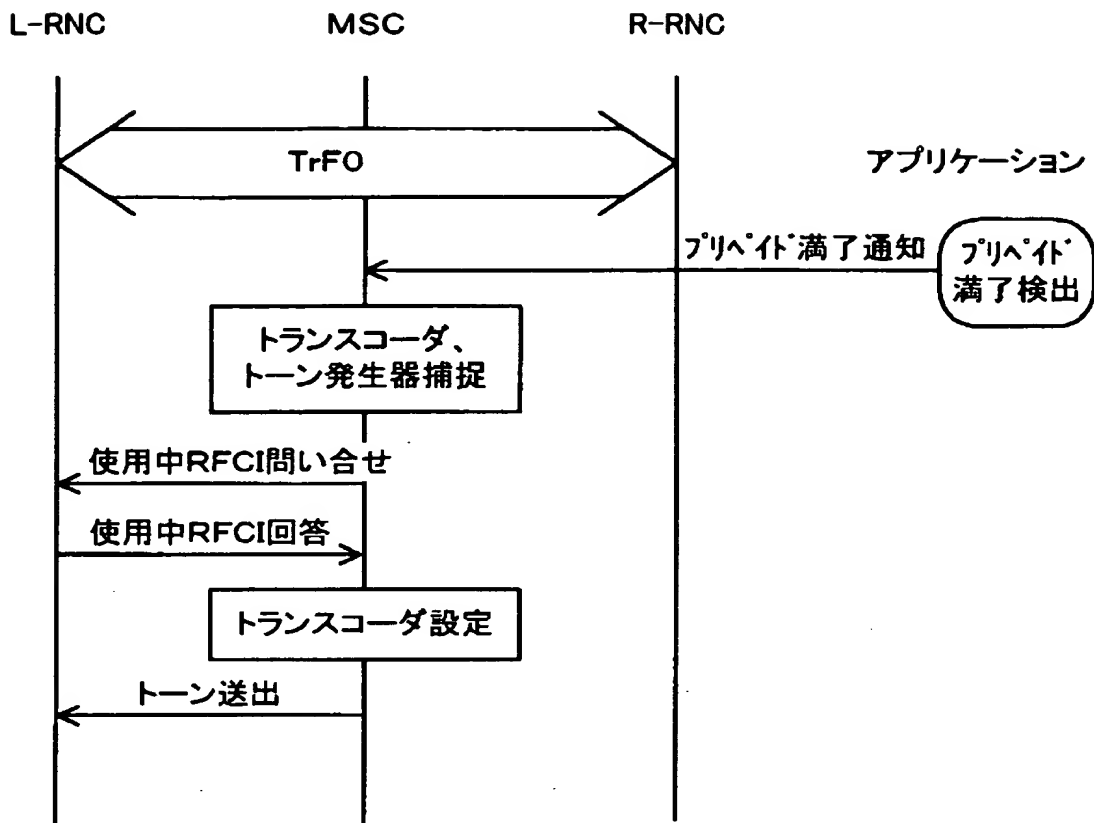 L-RNC
MSC
R-RNC
TrFO
アプリケーション
プリペイド満了通知
プリペイド
満了検出
トランスコーダ、
トーン発生器捕捉
使用中RFCI問い合せ
使用中RFCI回答
トランスコーダ設定
トーン送出